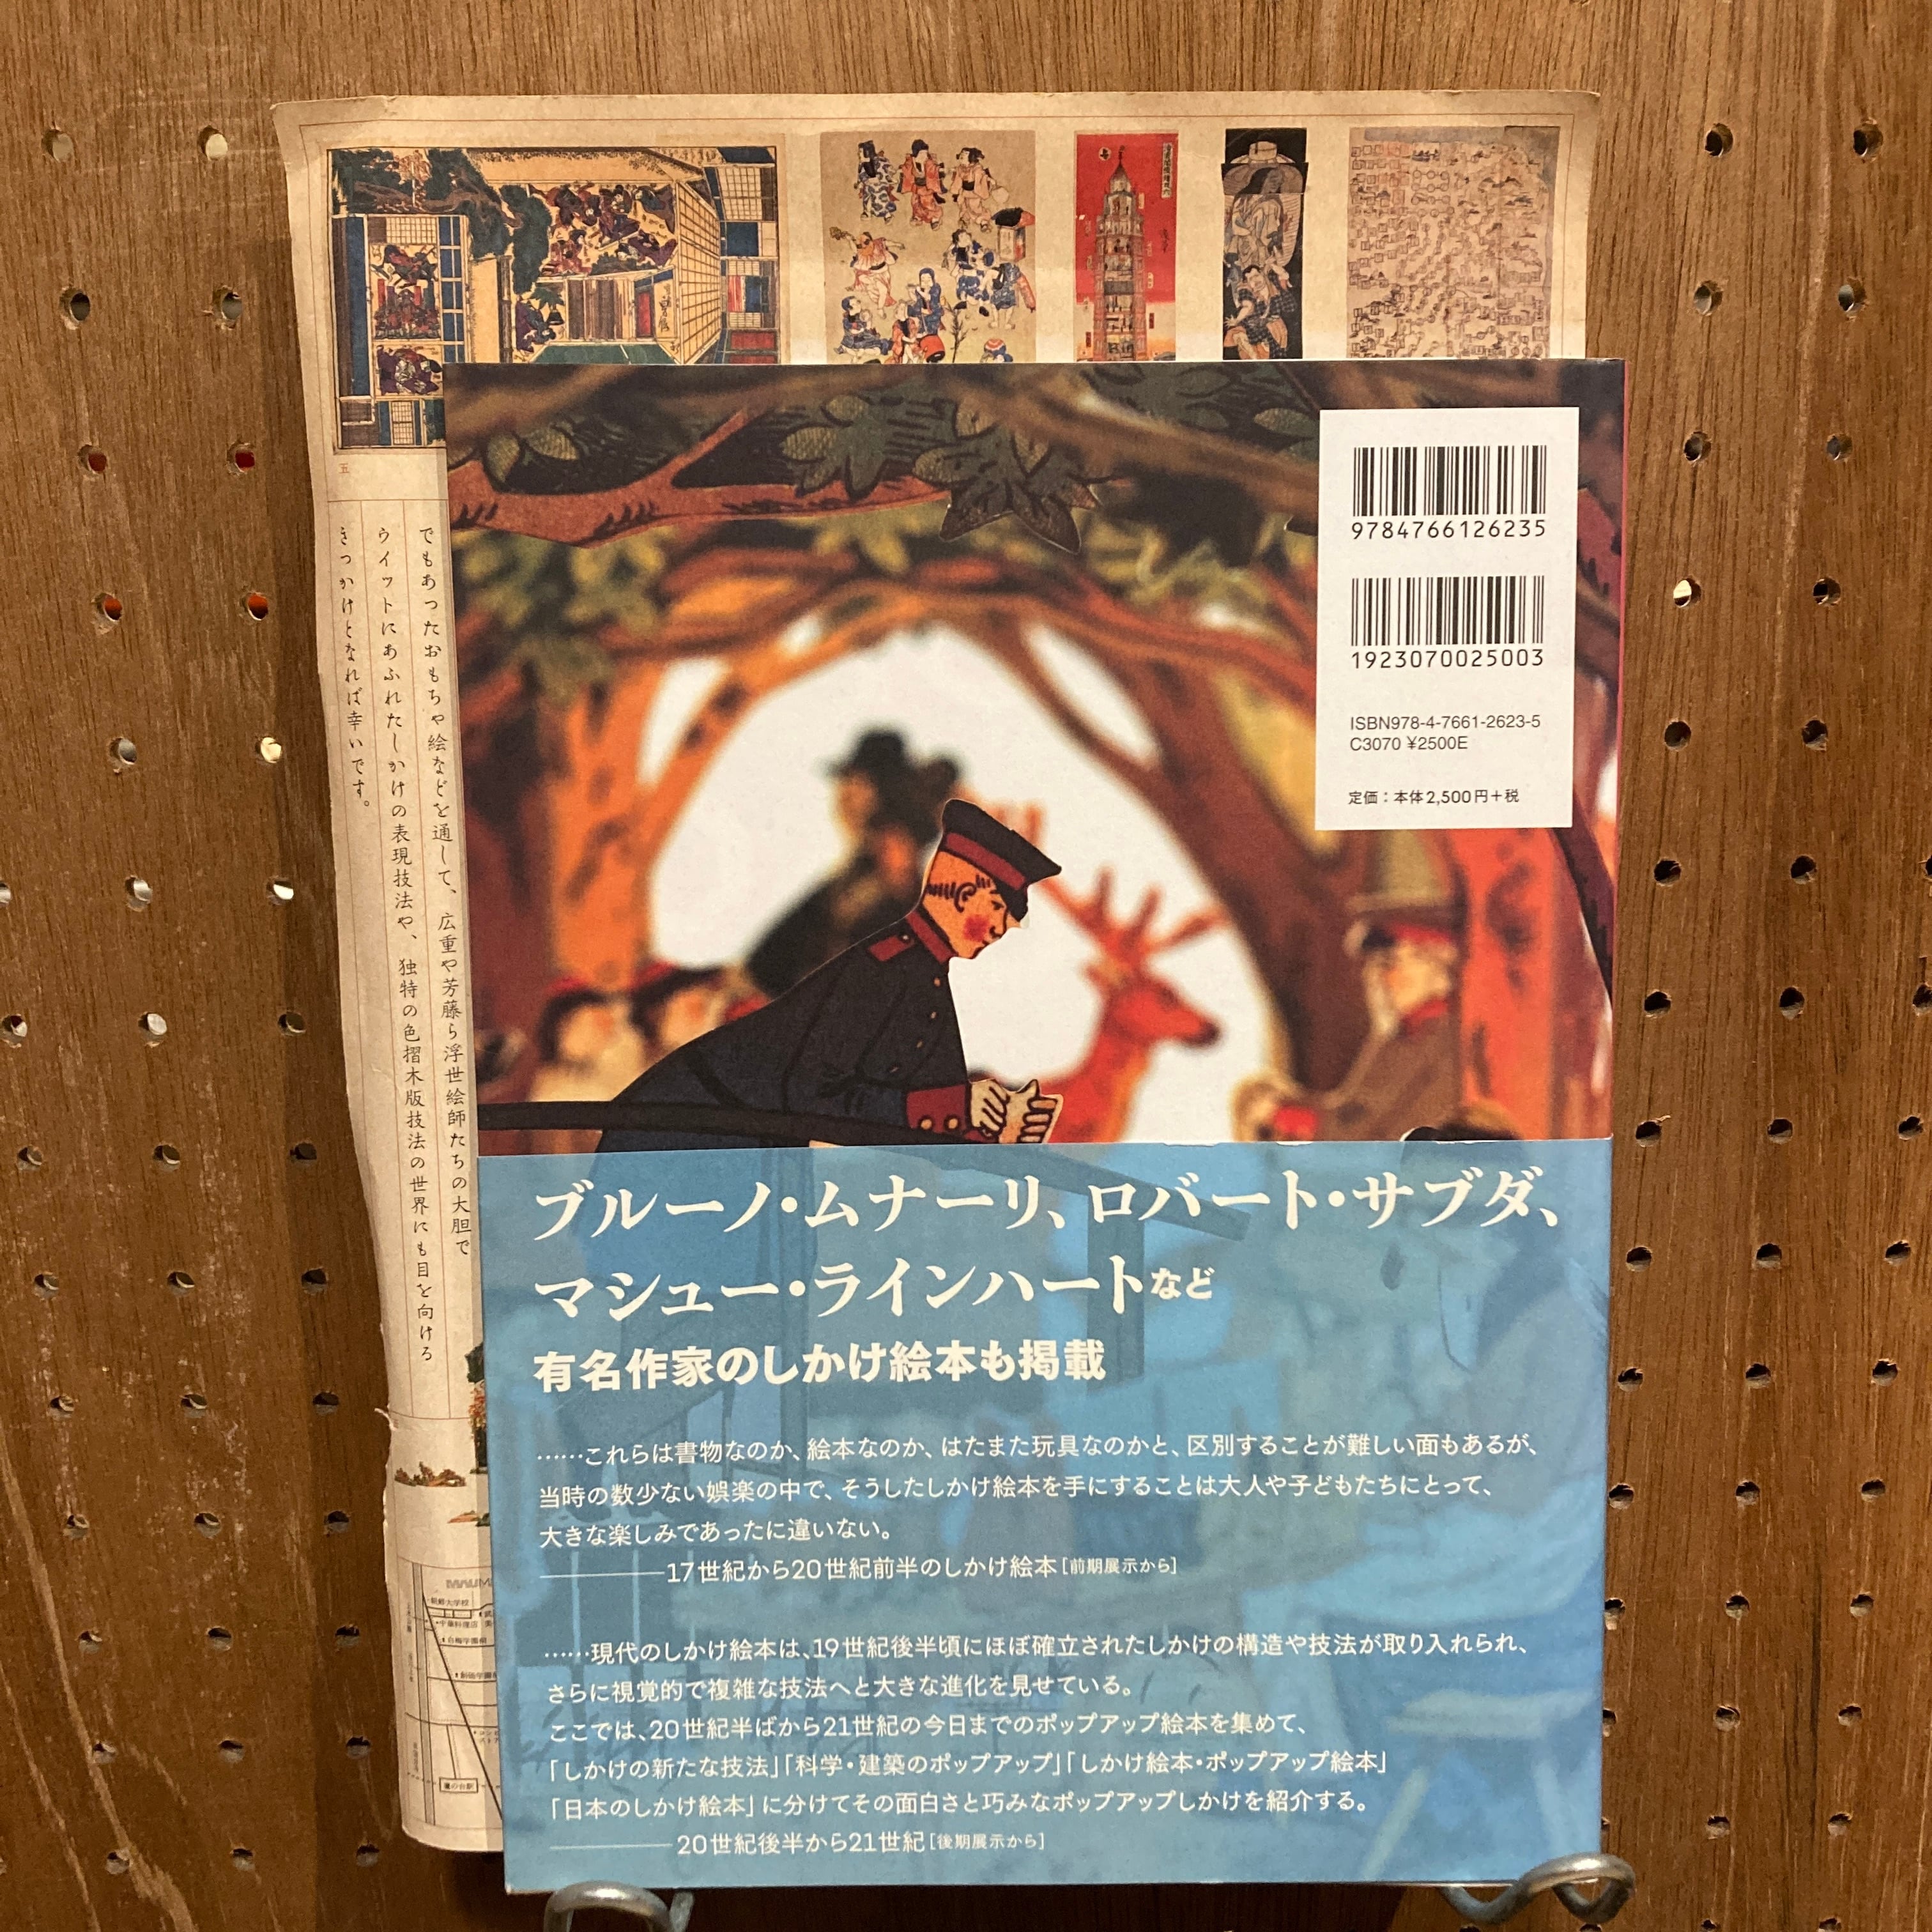 五
でもあったおもちゃ絵などを通して、広重や芳藤ら浮世絵師たちの大胆で
ウイットにあふれたしかけの表現技法や、独特の色摺木版技法の世界にも目を向ける
きっかけとなれば幸いです。
9784766126235
1923070025003
ISBN978-4-7661-2623-5
C3070 ¥2500E
定価：本体2,500円＋税
ブルーノ・ムナーリ、ロバート・サブダ、
マシュー・ラインハートなど
有名作家のしかけ絵本も掲載
……これらは書物なのか、絵本なのか、はたまた玩具なのかと、区別することが難しい面もあるが、
当時の数少ない娯楽の中で、そうしたしかけ絵本を手にすることは大人や子どもたちにとって、
大きな楽しみであったに違いない。
———17世紀から20世紀前半のしかけ絵本［前期展示から］
……現代のしかけ絵本は、19世紀後半頃にほぼ確立されたしかけの構造や技法が取り入れられ、
さらに視覚的で複雑な技法へと大きな進化を見せている。
ここでは、20世紀半ばから21世紀の今日までのポップアップ絵本を集めて、
「しかけの新たな技法」「科学・建築のポップアップ」「しかけ絵本・ポップアップ絵本」
「日本のしかけ絵本」に分けてその面白さと巧みなポップアップしかけを紹介する。
———20世紀後半から21世紀［後期展示から］
朝鮮大学校
鷹の台駅